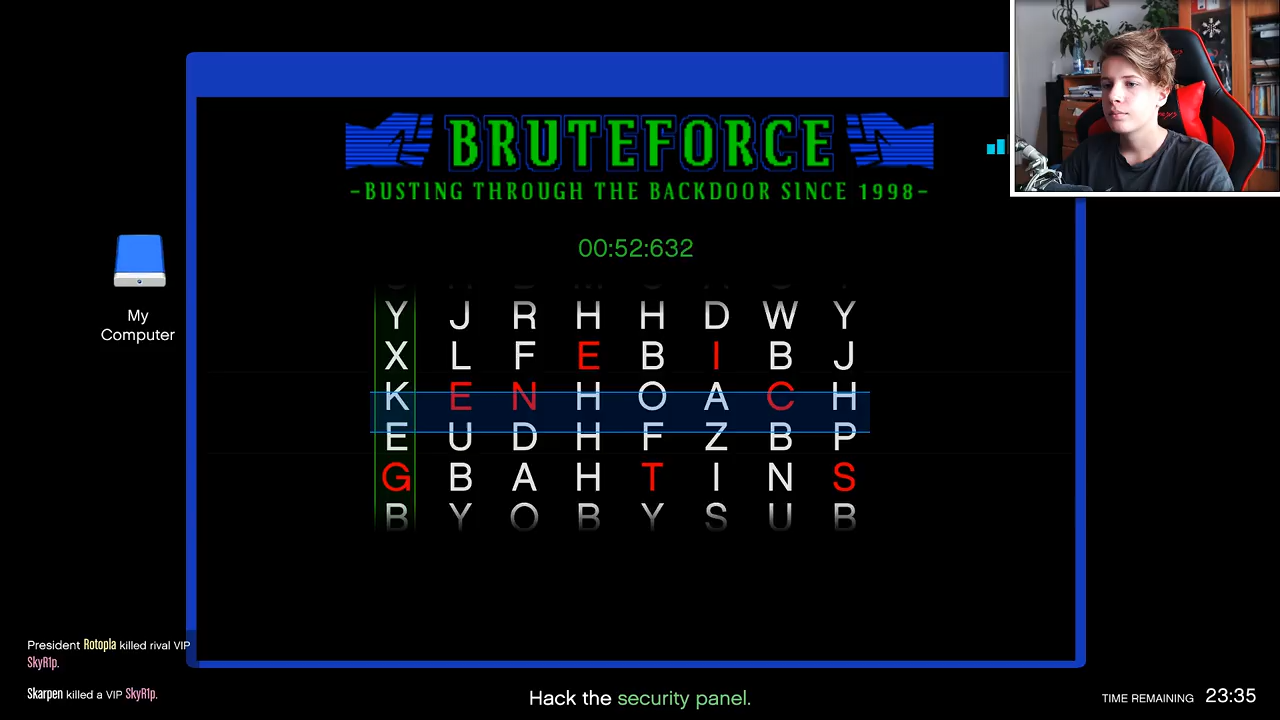 BRUTEFORCE
-BUSTING THROUGH THE BACKDOOR SINCE 1998-
00:52:632
Y J R H H D W Y
X L F E B I B J
K E N H O A C H
E U D H F Z B P
G B A H T I N S
B Y O B Y S U B
My
Computer
President Rotopla killed rival VIP
SkyR1p.
Skarpen killed a VIP SkyR1p.
Hack the security panel.
TIME REMAINING 23:35